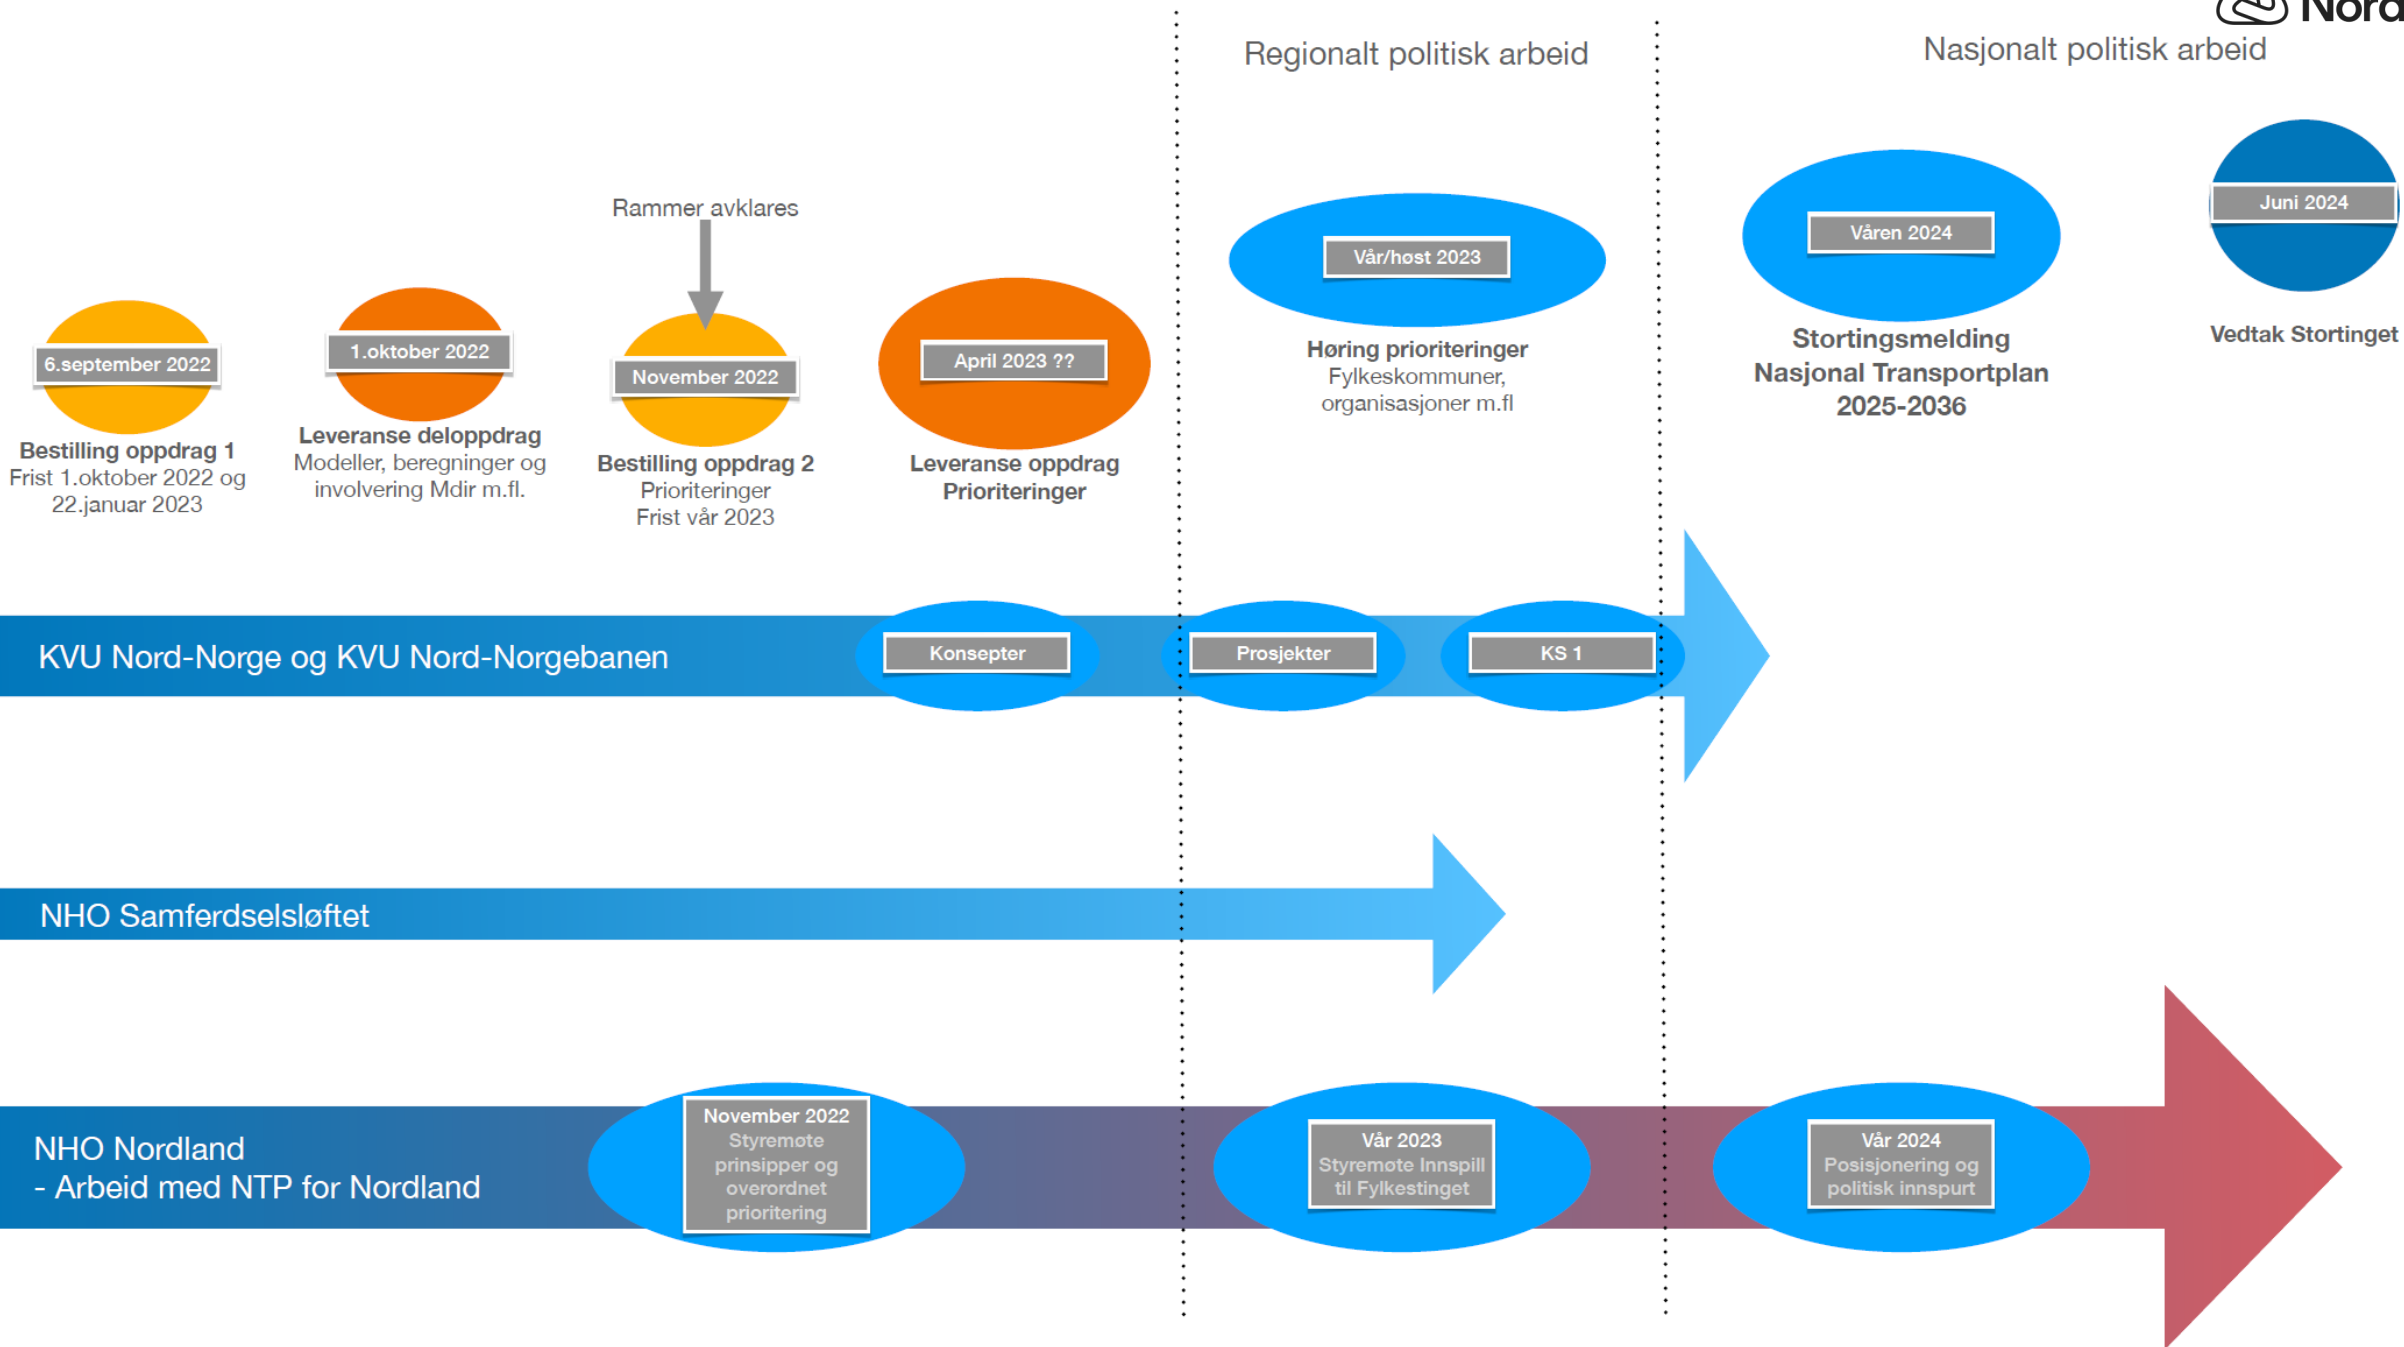 Nord
Regionalt politisk arbeid
Nasjonalt politisk arbeid
Rammer avklares
6.september 2022
Bestilling oppdrag 1
Frist 1.oktober 2022 og
22.januar 2023
1.oktober 2022
Leveranse deloppdrag
Modeller, beregninger og
involvering Mdir m.fl.
November 2022
Bestilling oppdrag 2
Prioriteringer
Frist vår 2023
April 2023 ??
Leveranse oppdrag
Prioriteringer
Vår/høst 2023
Høring prioriteringer
Fylkeskommuner,
organisasjoner m.fl
Våren 2024
Stortingsmelding
Nasjonal Transportplan
2025-2036
Juni 2024
Vedtak Stortinget
KVU Nord-Norge og KVU Nord-Norgebanen
Konsepter
Prosjekter
KS 1
NHO Samferdselsløftet
NHO Nordland
- Arbeid med NTP for Nordland
November 2022
Styremøte
prinsipper og
overordnet
prioritering
Vår 2023
Styremøte Innspill
til Fylkestinget
Vår 2024
Posisjonering og
politisk innspurt